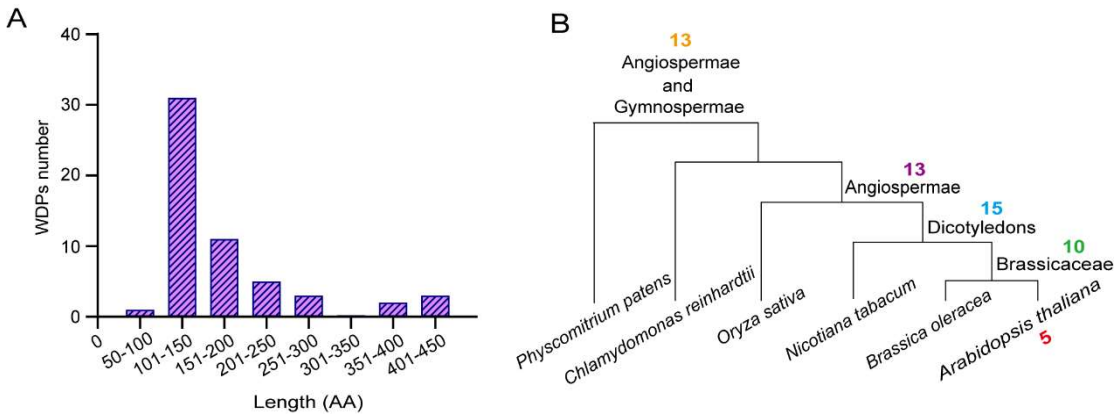 A
WDPs number
40
30
20
10
0
0
50-100
101-150
151-200
201-250
251-300
301-350
351-400
401-450
Length (AA)
B
13
Angiospermae
and
Gymnospermae
13
Angiospermae
15
Dicotyledons
10
Brassicaceae
Physcomitrium patens
Chlamydomonas reinhardtii
Oryza sativa
Nicotiana tabacum
Brassica oleracea
Arabidopsis thaliana
5